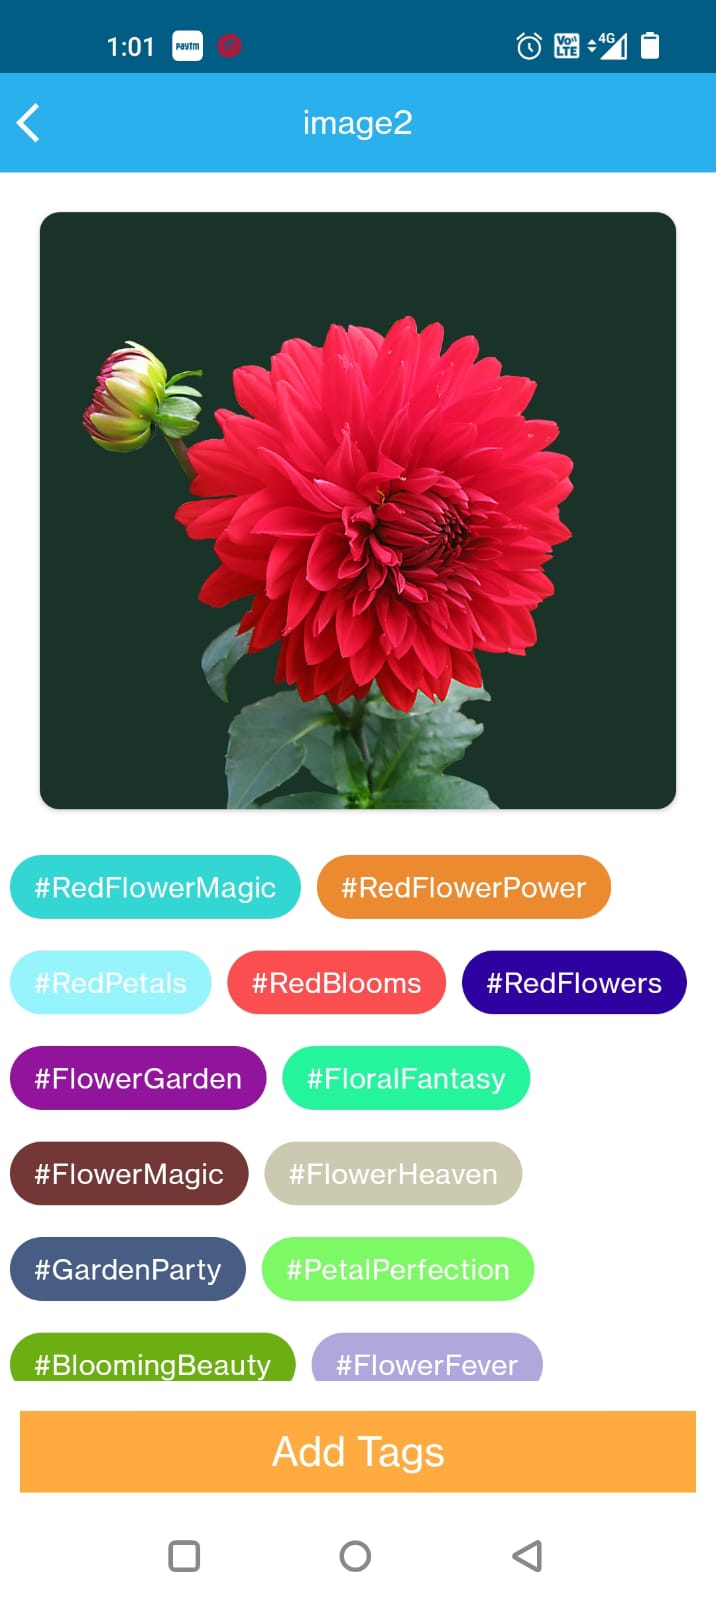 1:01 paytm Vo)) LTE 4G
image2
#RedFlowerMagic #RedFlowerPower
#RedPetals #RedBlooms #RedFlowers
#FlowerGarden #FloralFantasy
#FlowerMagic #FlowerHeaven
#GardenParty #PetalPerfection
#BloomingBeauty #FlowerFever
Add Tags